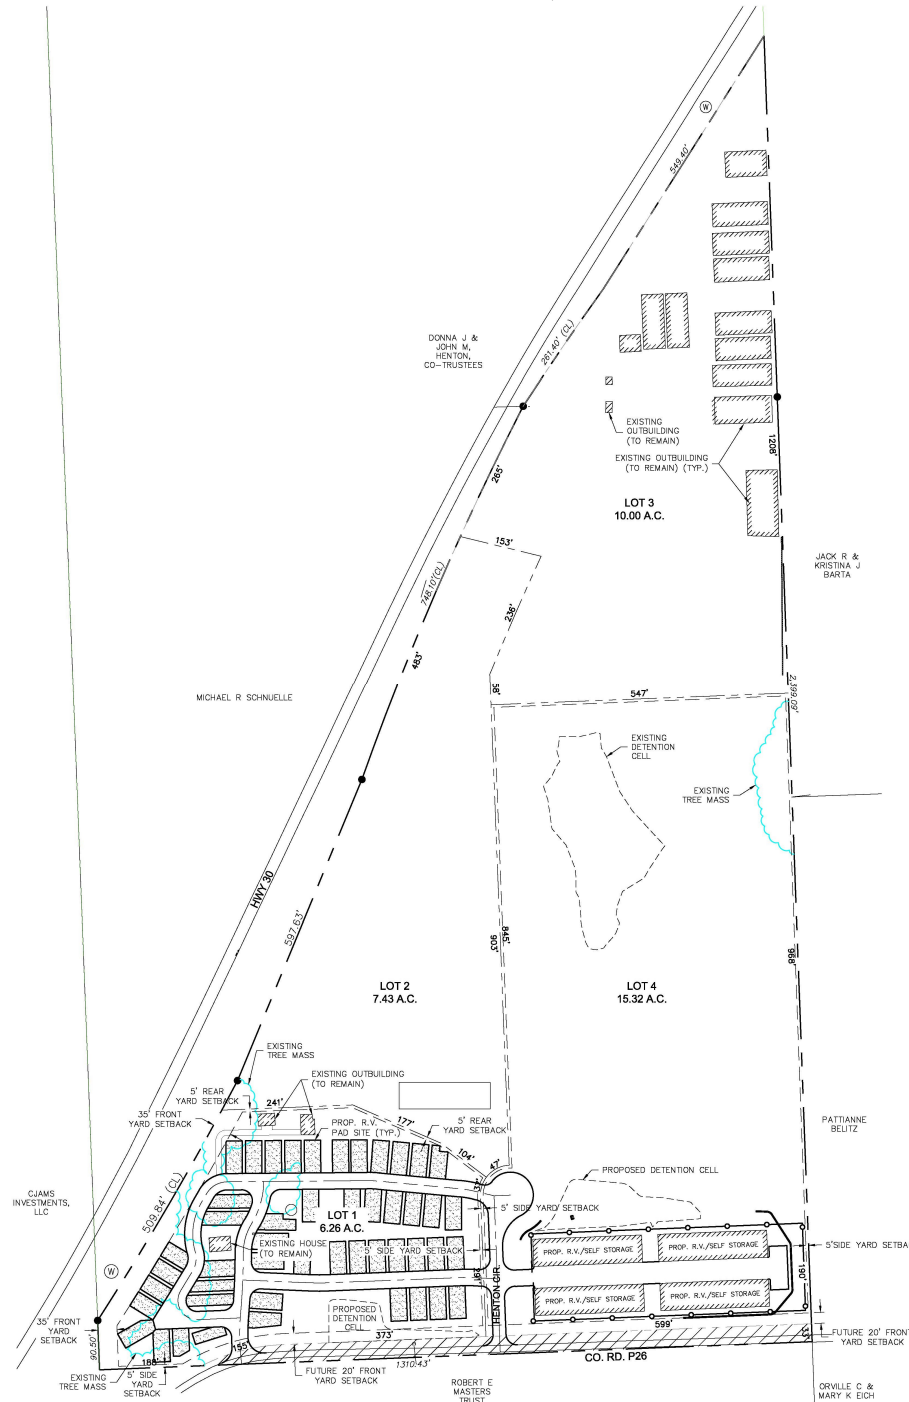 W
549.40'
DONNA J &
JOHN M,
HENTON,
CO-TRUSTEES
261.40' (CL)
EXISTING
OUTBUILDING
(TO REMAIN)
EXISTING OUTBUILDING
(TO REMAIN) (TYP.)
1208'
265'
LOT 3
10.00 A.C.
153'
JACK R &
KRISTINA J
BARTA
748.10'(CL)
236'
483'
58'
547'
2,399.09'
MICHAEL R SCHNUELLE
EXISTING
DETENTION
CELL
EXISTING
TREE MASS
HWY 30
597.63'
903'
845'
968'
LOT 2
7.43 A.C.
LOT 4
15.32 A.C.
EXISTING
TREE MASS
EXISTING OUTBUILDING
(TO REMAIN)
5' REAR
YARD SETBACK
241'
35' FRONT
YARD SETBACK
PROP. R.V.
PAD SITE (TYP.)
177'
5' REAR
YARD SETBACK
PATTIANNE
BELITZ
104'
47'
PROPOSED DETENTION CELL
CJAMS
INVESTMENTS,
LLC
509.84' (CL)
LOT 1
6.26 A.C.
5' SIDE YARD SETBACK
EXISTING HOUSE
(TO REMAIN)
5' SIDE YARD SETBACK
PROP. R.V./SELF STORAGE
PROP. R.V./SELF STORAGE
5'SIDE YARD SETBA
W
190'
HENTON CIR.
PROP. R.V./SELF STORAGE
PROP. R.V./SELF STORAGE
35' FRONT
YARD
SETBACK
90.50'
PROPOSED
DETENTION
CELL
373'
599'
33'
FUTURE 20' FRONT
YARD SETBACK
188'
155'
1310.43'
CO. RD. P26
EXISTING
TREE MASS
5' SIDE
YARD
SETBACK
FUTURE 20' FRONT
YARD SETBACK
ROBERT E
MASTERS
TRUST
ORVILLE C &
MARY K EICH